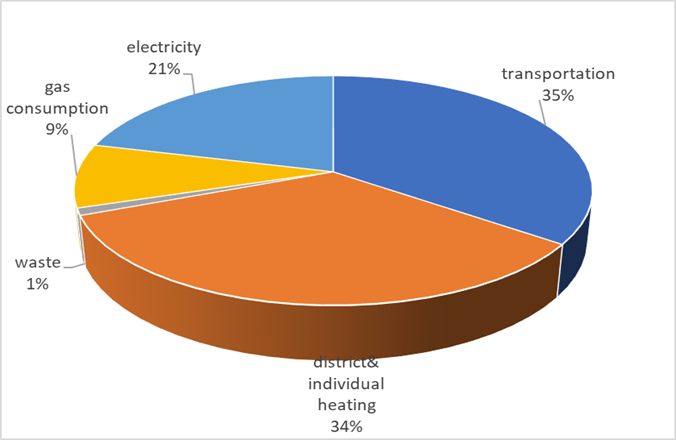 electricity
21%
transportation
35%
gas
consumption
9%
waste
1%
district&
individual
heating
34%